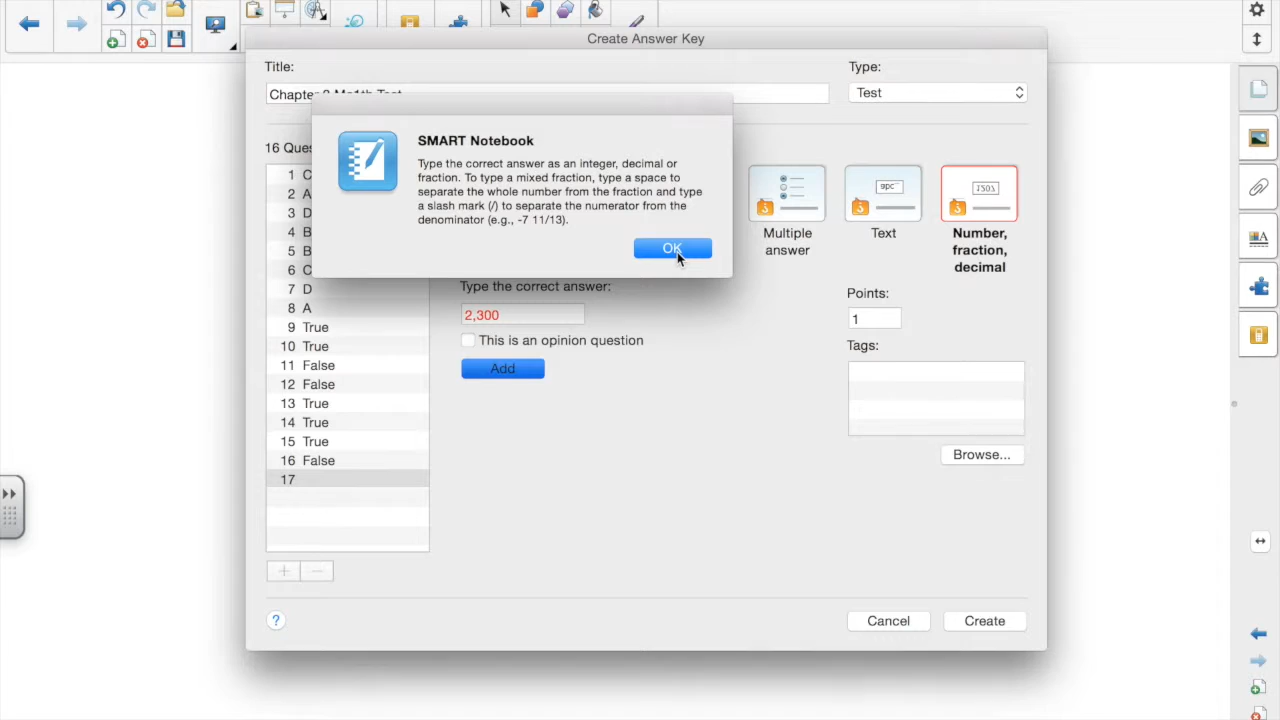 Create Answer Key
Title:
Type:
Test
SMART Notebook
Type the correct answer as an integer, decimal or
fraction. To type a mixed fraction, type a space to
separate the whole number from the fraction and type
a slash mark (/) to separate the numerator from the
denominator (e.g., -7 11/13).
OK
16
1
2 A
3 D
4 B
5 B
6
7 D
8 A
9 True
10 True
11 False
12 False
13 True
14 True
15 True
16 False
17
Multiple
answer
abc
Text
Number,
fraction,
decimal
Type the correct answer:
2,300
This is an opinion question
Add
Points:
1
Tags:
Browse...
+ −
?
Cancel
Create